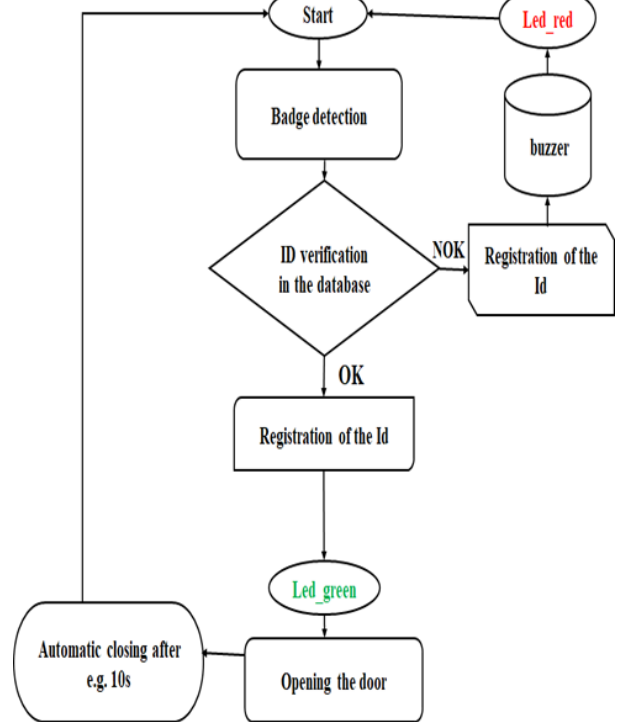 Start
Led_red
Badge detection
buzzer
ID verification
in the database
NOK
Registration of the
Id
OK
Registration of the Id
Led_green
Automatic closing after
e.g. 10s
Opening the door